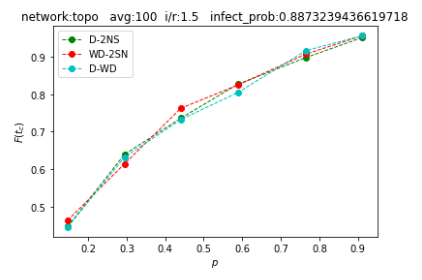 network:topo avg:100 i/r:1.5 infect_prob:0.8873239436619718
D-2NS
WD-2SN
D-WD
0.9
0.8
0.7
0.6
0.5
F(t_c)
0.2 0.3 0.4 0.5 0.6 0.7 0.8 0.9
p